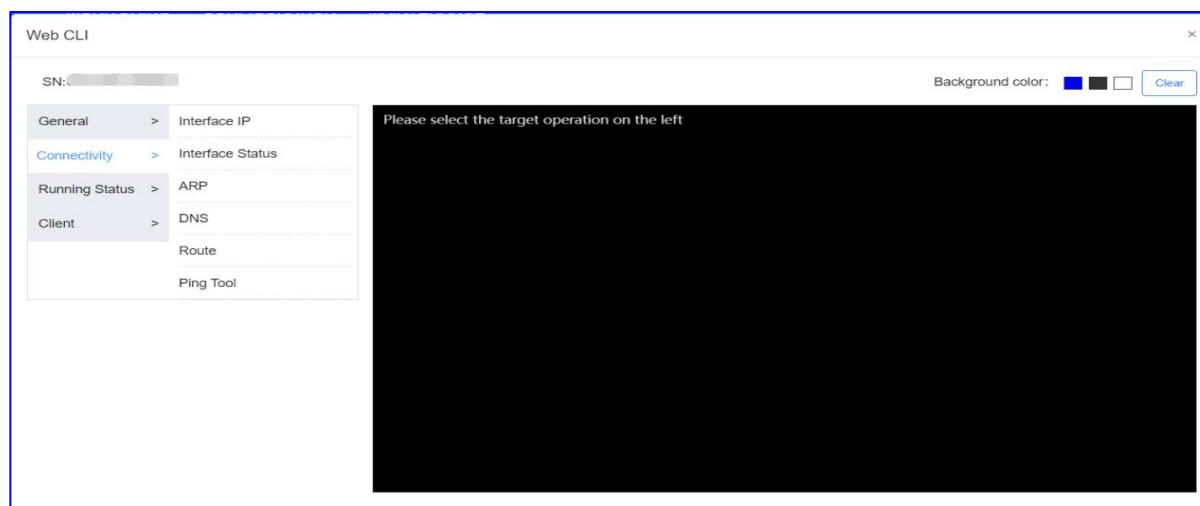 Web CLI
×
SN:
Background color:
Clear
General >
Connectivity >
Running Status >
Client >
Interface IP
Interface Status
ARP
DNS
Route
Ping Tool
Please select the target operation on the left